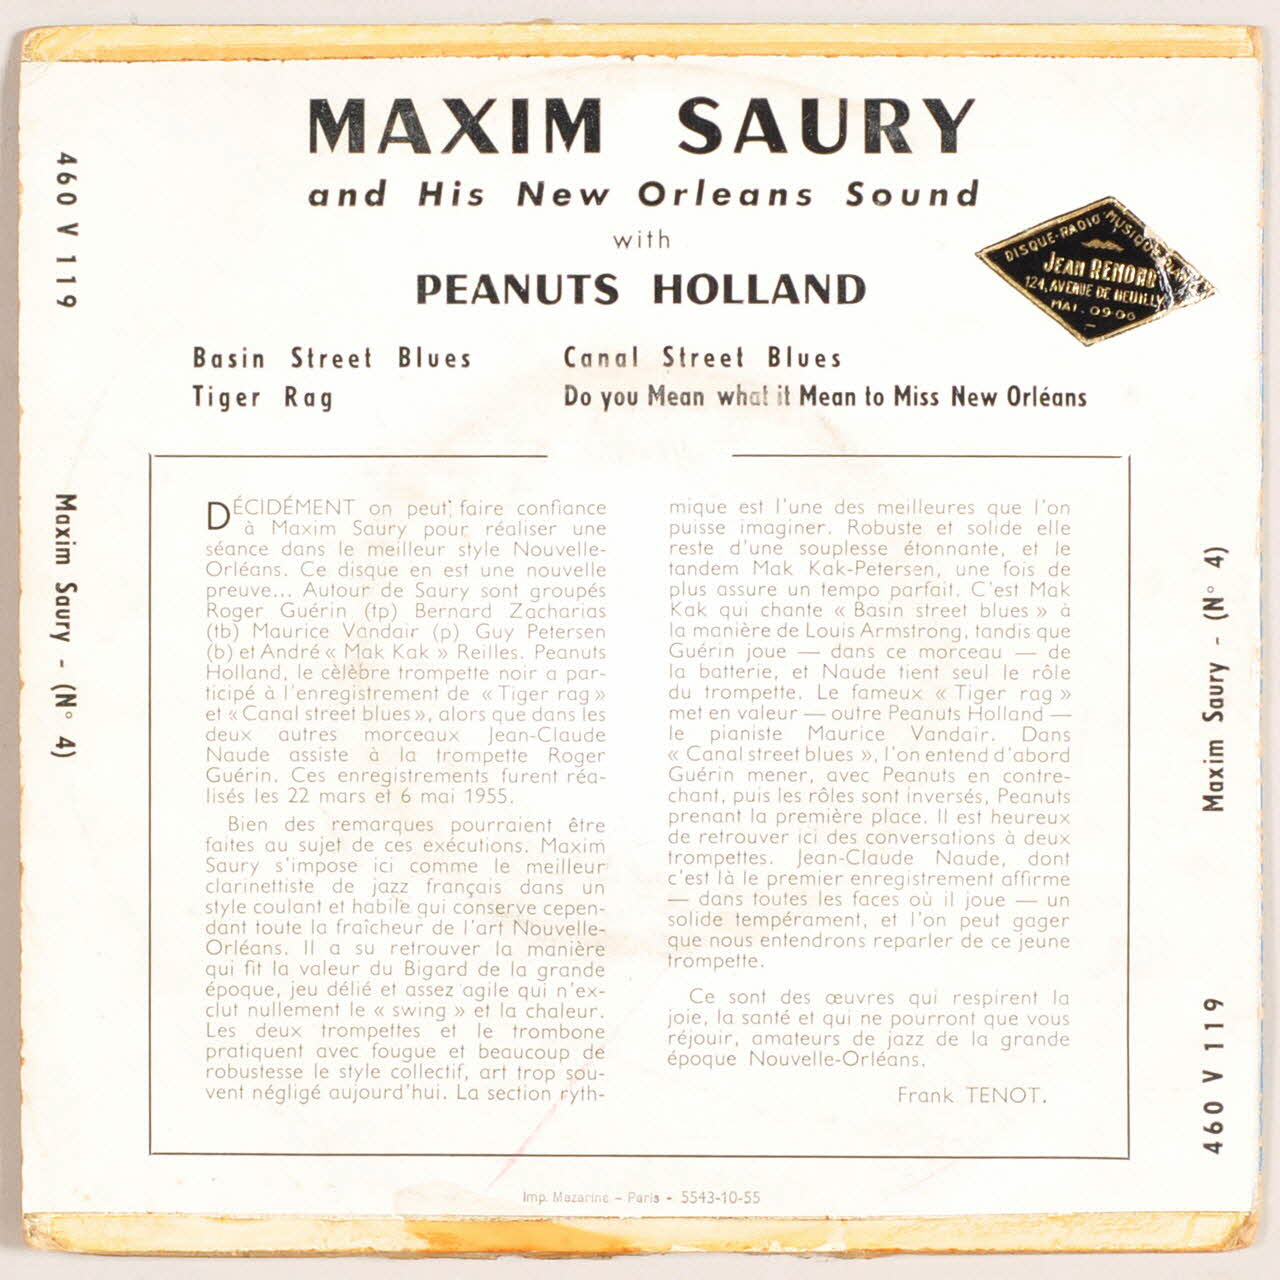 MAXIM SAURY
and His New Orleans Sound
with
PEANUTS HOLLAND
DISQUE-RADIO MUSIQUE
JEAN REMOND
124, AVENUE DE NEUILLY
MAI. 09-06
Basin Street Blues
Tiger Rag
Canal Street Blues
Do you Mean what it Mean to Miss New Orléans
460 V 119
Maxim Saury - (N° 4)
DÉCIDÉMENT on peut faire confiance
à Maxim Saury pour réaliser une
séance dans le meilleur style Nouvelle-
Orléans. Ce disque en est une nouvelle
preuve... Autour de Saury sont groupés
Roger Guérin (tp) Bernard Zacharias
(tb) Maurice Vandair (p) Guy Petersen
(b) et André « Mak Kak » Reilles. Peanuts
Holland, le célèbre trompette noir a par-
ticipé à l'enregistrement de « Tiger rag »
et « Canal street blues », alors que dans les
deux autres morceaux Jean-Claude
Naude assiste à la trompette Roger
Guérin. Ces enregistrements furent réa-
lisés les 22 mars et 6 mai 1955.
Bien des remarques pourraient être
faites au sujet de ces exécutions. Maxim
Saury s'impose ici comme le meilleur
clarinettiste de jazz français dans un
style coulant et habile qui conserve cepen-
dant toute la fraîcheur de l'art Nouvelle-
Orléans. Il a su retrouver la manière
qui fit la valeur du Bigard de la grande
époque, jeu délié et assez agile qui n'ex-
clut nullement le « swing » et la chaleur.
Les deux trompettes et le trombone
pratiquent avec fougue et beaucoup de
robustesse le style collectif, art trop sou-
vent négligé aujourd'hui. La section ryth-
mique est l'une des meilleures que l'on
puisse imaginer. Robuste et solide elle
reste d'une souplesse étonnante, et le
tandem Mak Kak-Petersen, une fois de
plus assure un tempo parfait. C'est Mak
Kak qui chante « Basin street blues » à
la manière de Louis Armstrong, tandis que
Guérin joue — dans ce morceau — de
la batterie, et Naude tient seul le rôle
du trompette. Le fameux « Tiger rag »
met en valeur — outre Peanuts Holland —
le pianiste Maurice Vandair. Dans
« Canal street blues », l'on entend d'abord
Guérin mener, avec Peanuts en contre-
chant, puis les rôles sont inversés, Peanuts
prenant la première place. Il est heureux
de retrouver ici des conversations à deux
trompettes. Jean-Claude Naude, dont
c'est là le premier enregistrement affirme
— dans toutes les faces où il joue — un
solide tempérament, et l'on peut gager
que nous entendrons reparler de ce jeune
trompette.
Ce sont des œuvres qui respirent la
joie, la santé et qui ne pourront que vous
réjouir, amateurs de jazz de la grande
époque Nouvelle-Orléans.
Frank TENOT.
Maxim Saury - (N° 4)
460 V 119
Imp. Mazarine - Paris - 5543-10-55